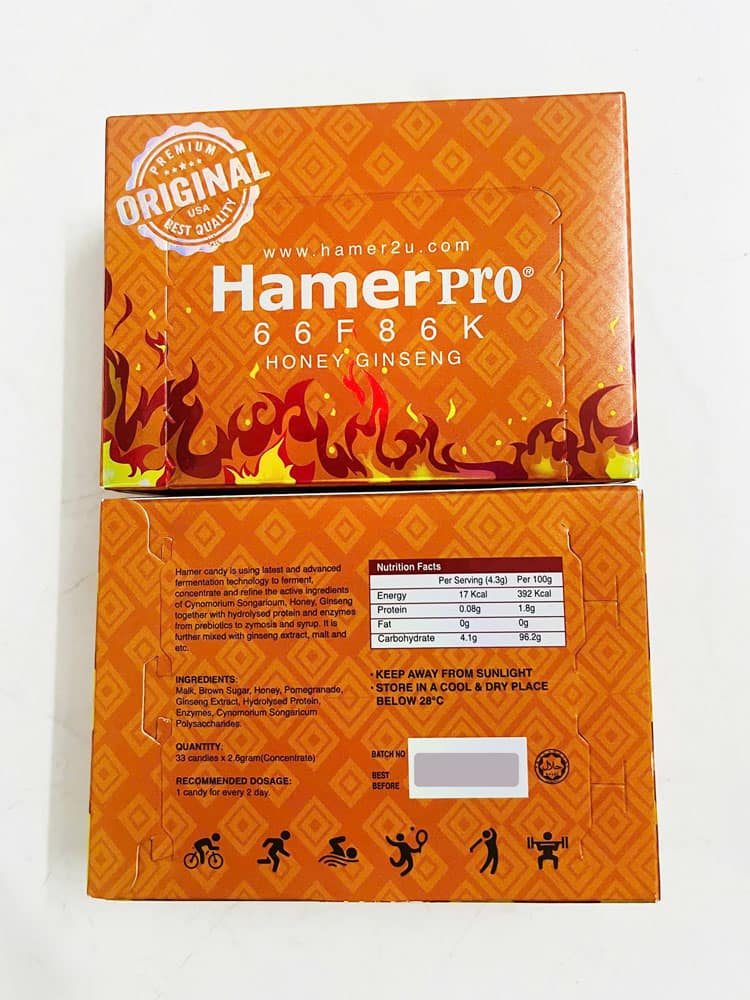 PREMIUM
ORIGINAL
USA
BEST QUALITY
www.hamer2u.com
HamerPro®
66F86K
HONEY GINSENG
Hamer candy is using latest and advanced
fermentation technology to ferment,
concentrate and refine the active ingredients
of Cynomorium Songarioum, Honey, Ginseng
together with hydrolysed protein and enzymes
from prebiotics to zymosis and syrup. It is
further mixed with ginseng extract, malt and
etc.
INGREDIENTS:
Malk, Brown Sugar, Honey, Pomegranade,
Ginseng Extract, Hydrolysed Protein,
Enzymes, Cynomorium Songaricum
Polysaccharides.
QUANTITY:
33 candies x 2.6gram(Concentrate)
RECOMMENDED DOSAGE:
1 candy for every 2 day.
Nutrition Facts
Per Serving (4.3g) Per 100g
Energy 17 Kcal 392 Kcal
Protein 0.08g 1.8g
Fat 0g 0g
Carbohydrate 4.1g 96.2g
• KEEP AWAY FROM SUNLIGHT
• STORE IN A COOL & DRY PLACE
BELOW 28°C
BATCH NO
BEST
BEFORE
حلال